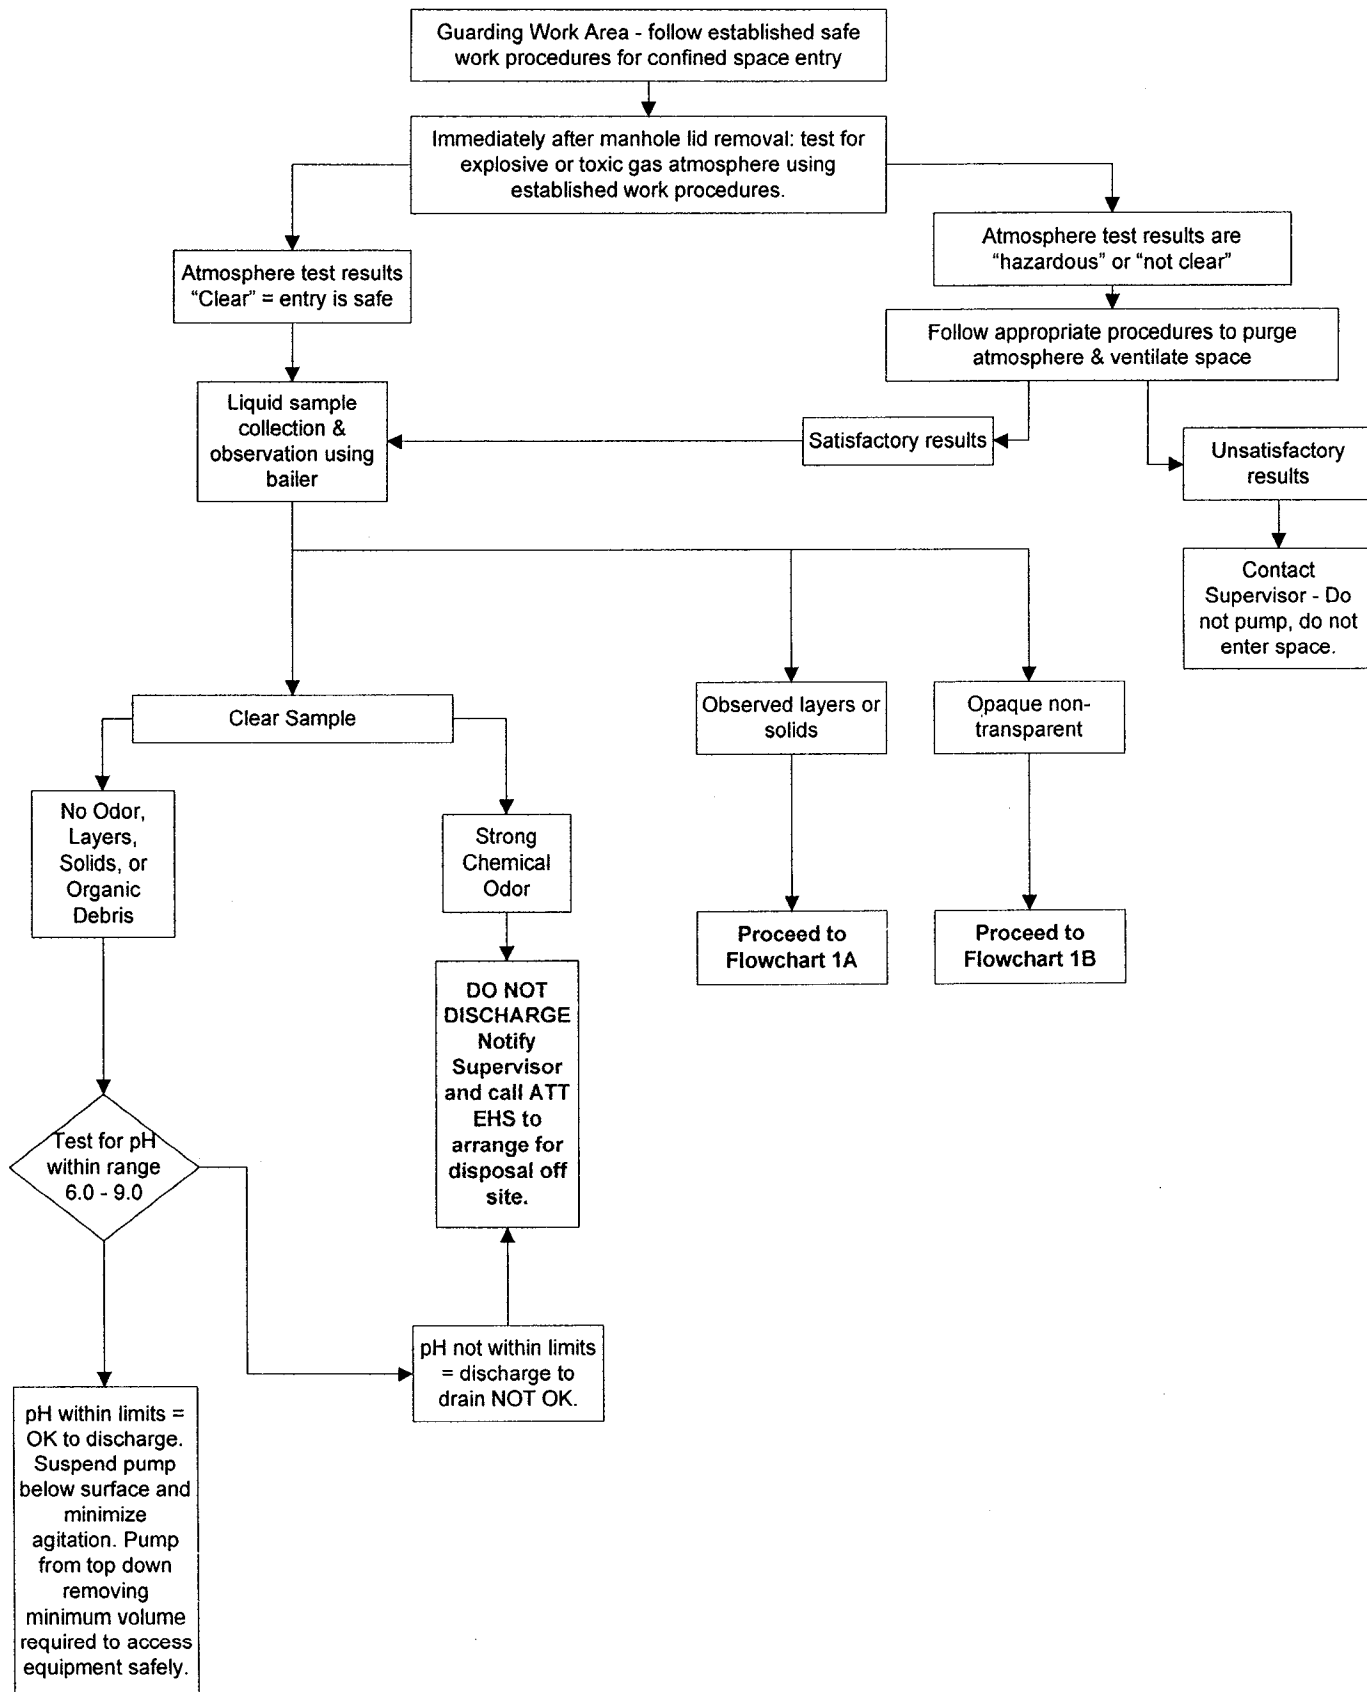 Guarding Work Area - follow established safe
work procedures for confined space entry
Immediately after manhole lid removal: test for
explosive or toxic gas atmosphere using
established work procedures.
Atmosphere test results
“Clear” = entry is safe
Atmosphere test results are
“hazardous” or “not clear”
Follow appropriate procedures to purge
atmosphere & ventilate space
Liquid sample
collection &
observation using
bailer
Satisfactory results
Unsatisfactory
results
Contact
Supervisor - Do
not pump, do not
enter space.
Clear Sample
Observed layers or
solids
Opaque non-
transparent
No Odor,
Layers,
Solids, or
Organic
Debris
Strong
Chemical
Odor
Proceed to
Flowchart 1A
Proceed to
Flowchart 1B
DO NOT
DISCHARGE
Notify
Supervisor
and call ATT
EHS to
arrange for
disposal off
site.
Test for pH
within range
6.0 - 9.0
pH not within limits
= discharge to
drain NOT OK.
pH within limits =
OK to discharge.
Suspend pump
below surface and
minimize
agitation. Pump
from top down
removing
minimum volume
required to access
equipment safely.